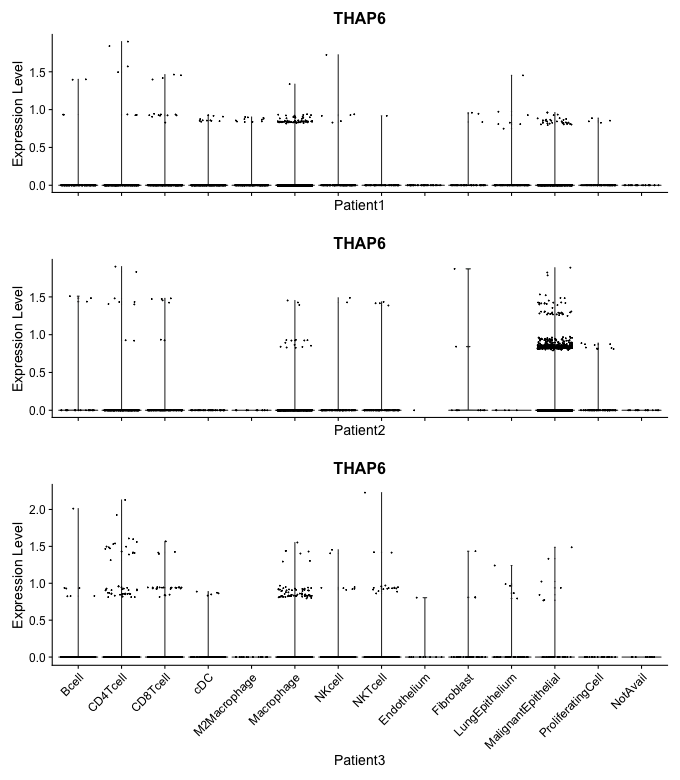 THAP6
Expression Level
1.5
1.0
0.5
0.0
Patient1
THAP6
Expression Level
1.5
1.0
0.5
0.0
Patient2
THAP6
Expression Level
2.0
1.5
1.0
0.5
0.0
Bcell
CD4Tcell
CD8Tcell
cDC
M2Macrophage
Macrophage
NKcell
NKTcell
Endothelium
Fibroblast
LungEpithelium
MalignantEpithelial
ProliferatingCell
NotAvail
Patient3